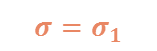 σ = σ₁